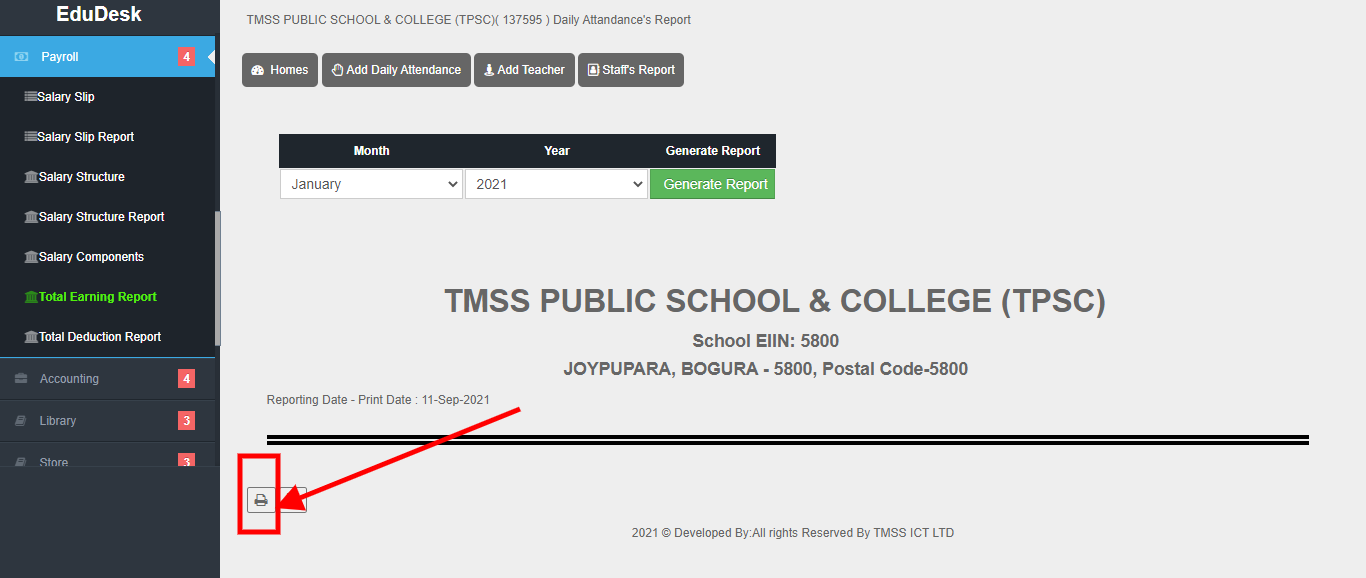 EduDesk
Payroll 4
Salary Slip
Salary Slip Report
Salary Structure
Salary Structure Report
Salary Components
Total Earning Report
Total Deduction Report
Accounting 4
Library 3
Store 3
TMSS PUBLIC SCHOOL & COLLEGE (TPSC)( 137595 ) Daily Attandance's Report
Homes Add Daily Attendance Add Teacher Staff's Report
Month Year Generate Report
January 2021 Generate Report
TMSS PUBLIC SCHOOL & COLLEGE (TPSC)
School EIIN: 5800
JOYPUPARA, BOGURA - 5800, Postal Code-5800
Reporting Date - Print Date : 11-Sep-2021
2021 © Developed By:All rights Reserved By TMSS ICT LTD